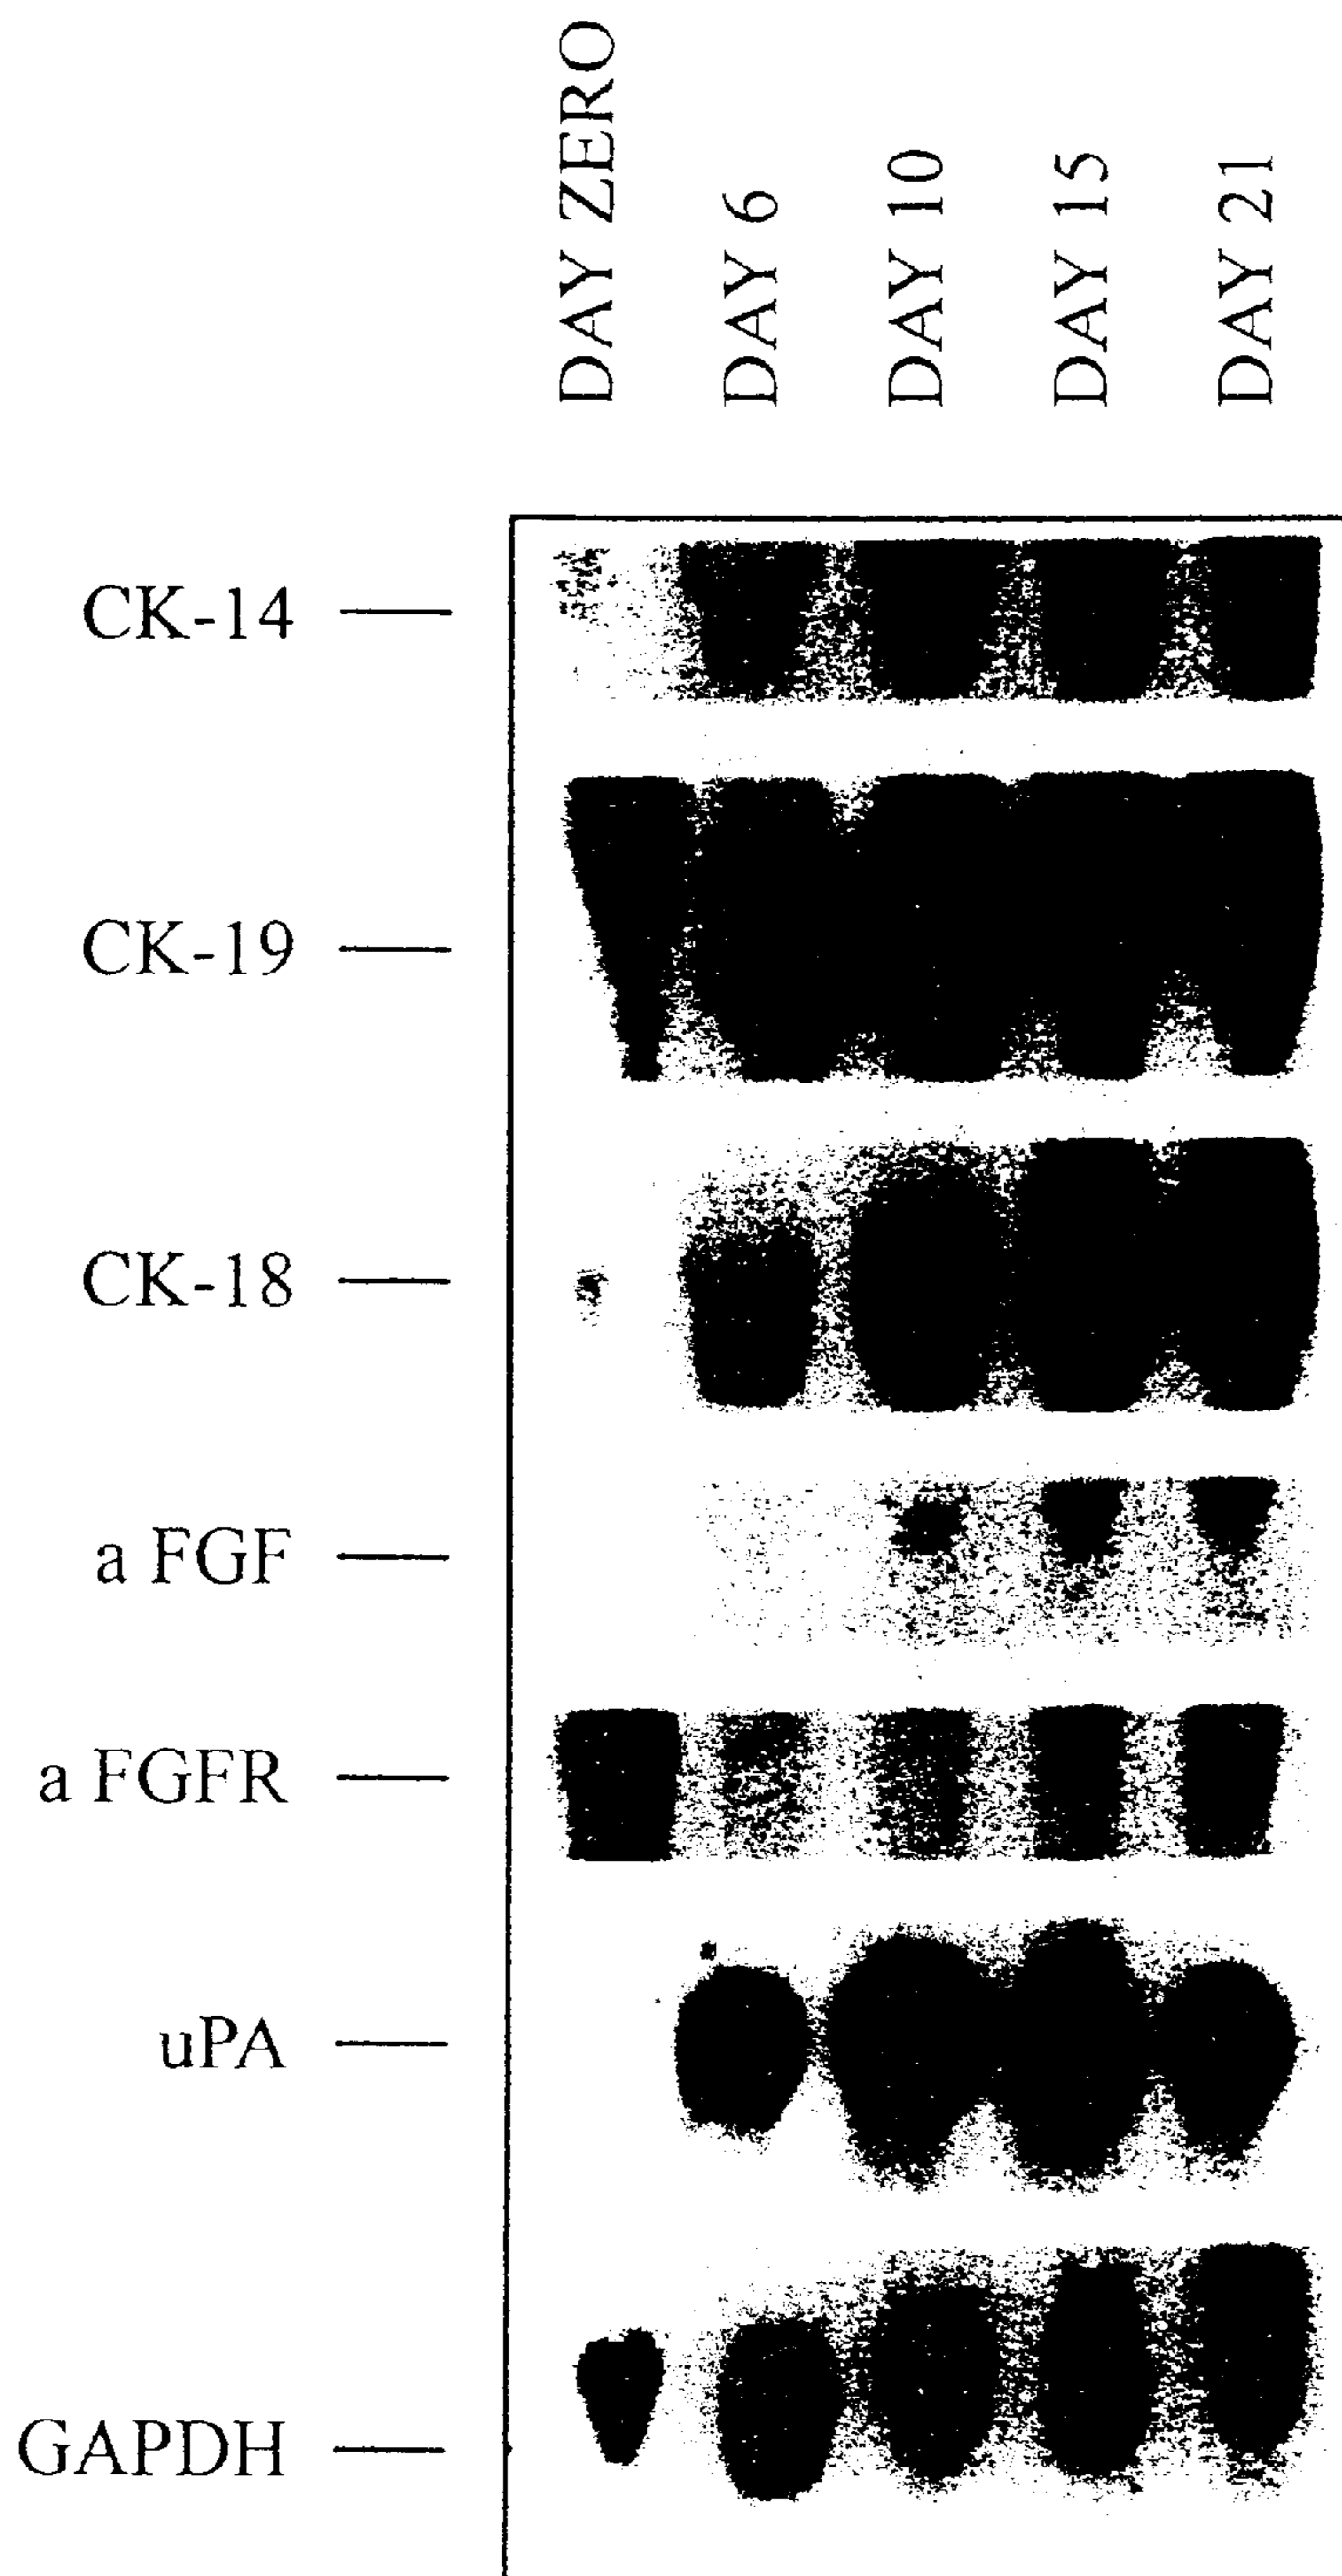 DAY ZERO
DAY 6
DAY 10
DAY 15
DAY 21
CK-14
CK-19
CK-18
a FGF
a FGFR
uPA
GAPDH